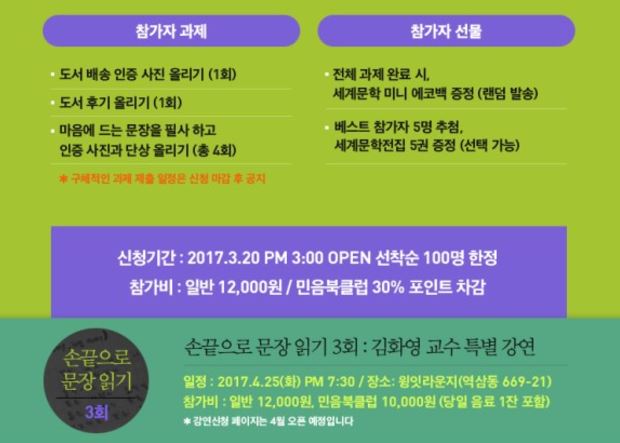 참가자 과제
• 도서 배송 인증 사진 올리기 (1회)
• 도서 후기 올리기 (1회)
• 마음에 드는 문장을 필사 하고
인증 사진과 단상 올리기 (총 4회)
* 구체적인 과제 제출 일정은 신청 마감 후 공지
참가자 선물
• 전체 과제 완료 시,
세계문학 미니 에코백 증정 (랜덤 발송)
• 베스트 참가자 5명 추첨,
세계문학전집 5권 증정 (선택 가능)
신청기간 : 2017.3.20 PM 3:00 OPEN 선착순 100명 한정
참가비 : 일반 12,000원 / 민음북클럽 30% 포인트 차감
손끝으로
문장 읽기
3회
손끝으로 문장 읽기 3회 : 김화영 교수 특별 강연
일정 : 2017.4.25(화) PM 7:30 / 장소: 윙잇라운지(역삼동 669-21)
참가비 : 일반 12,000원, 민음북클럽 10,000원 (당일 음료 1잔 포함)
* 강연신청 페이지는 4월 오픈 예정입니다